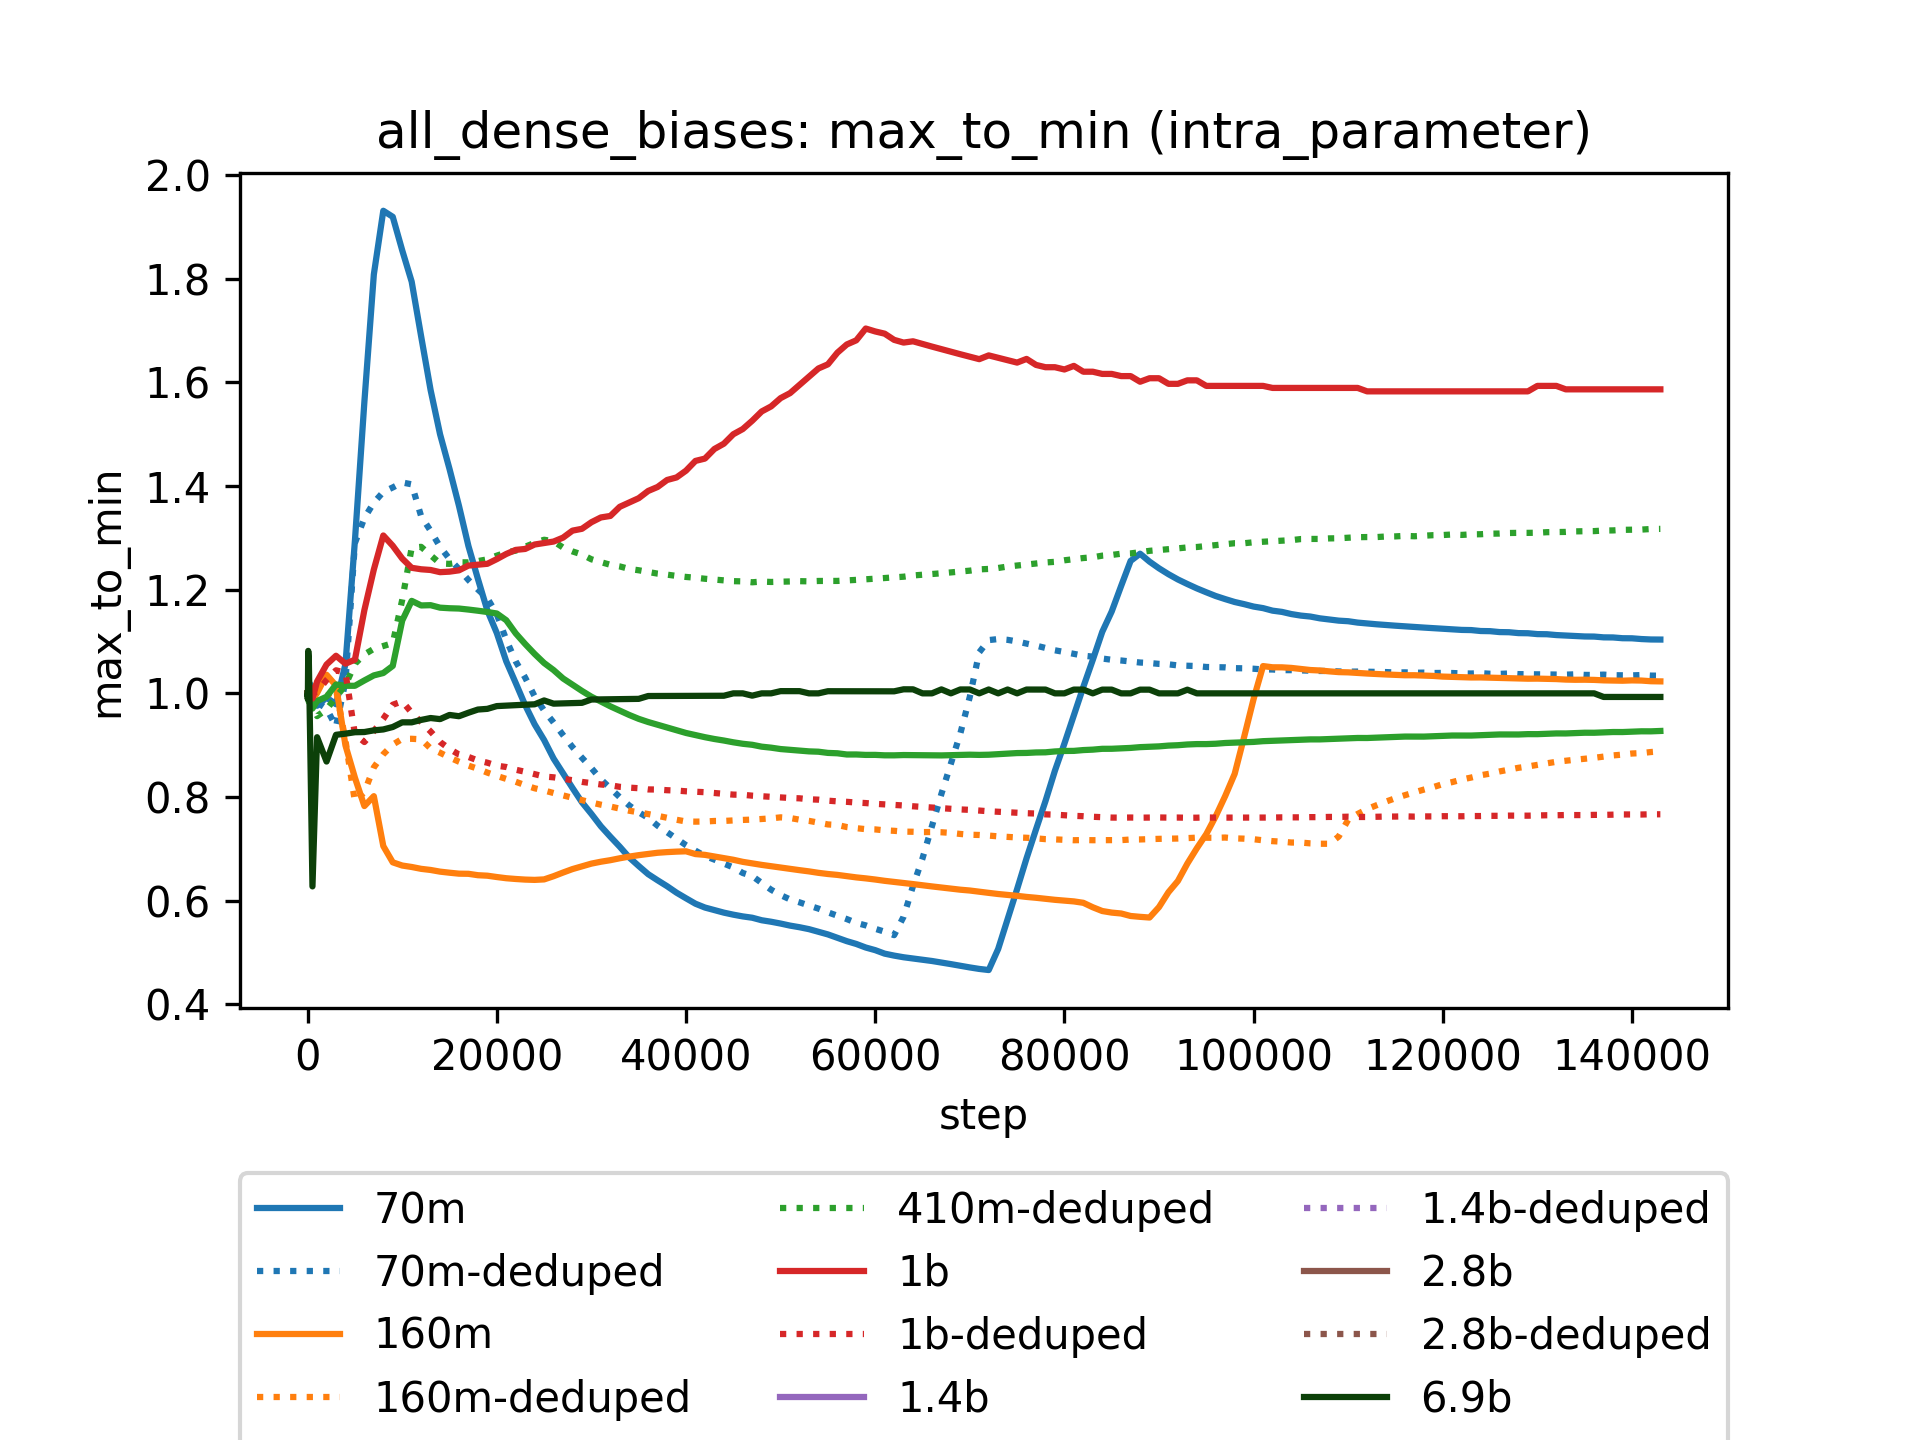 all_dense_biases: max_to_min (intra_parameter)
2.0
1.8
1.6
1.4
1.2
1.0
0.8
0.6
0.4
max_to_min
0 20000 40000 60000 80000 100000 120000 140000
step
70m 410m-deduped 1.4b-deduped
70m-deduped 1b 2.8b
160m 1b-deduped 2.8b-deduped
160m-deduped 1.4b 6.9b